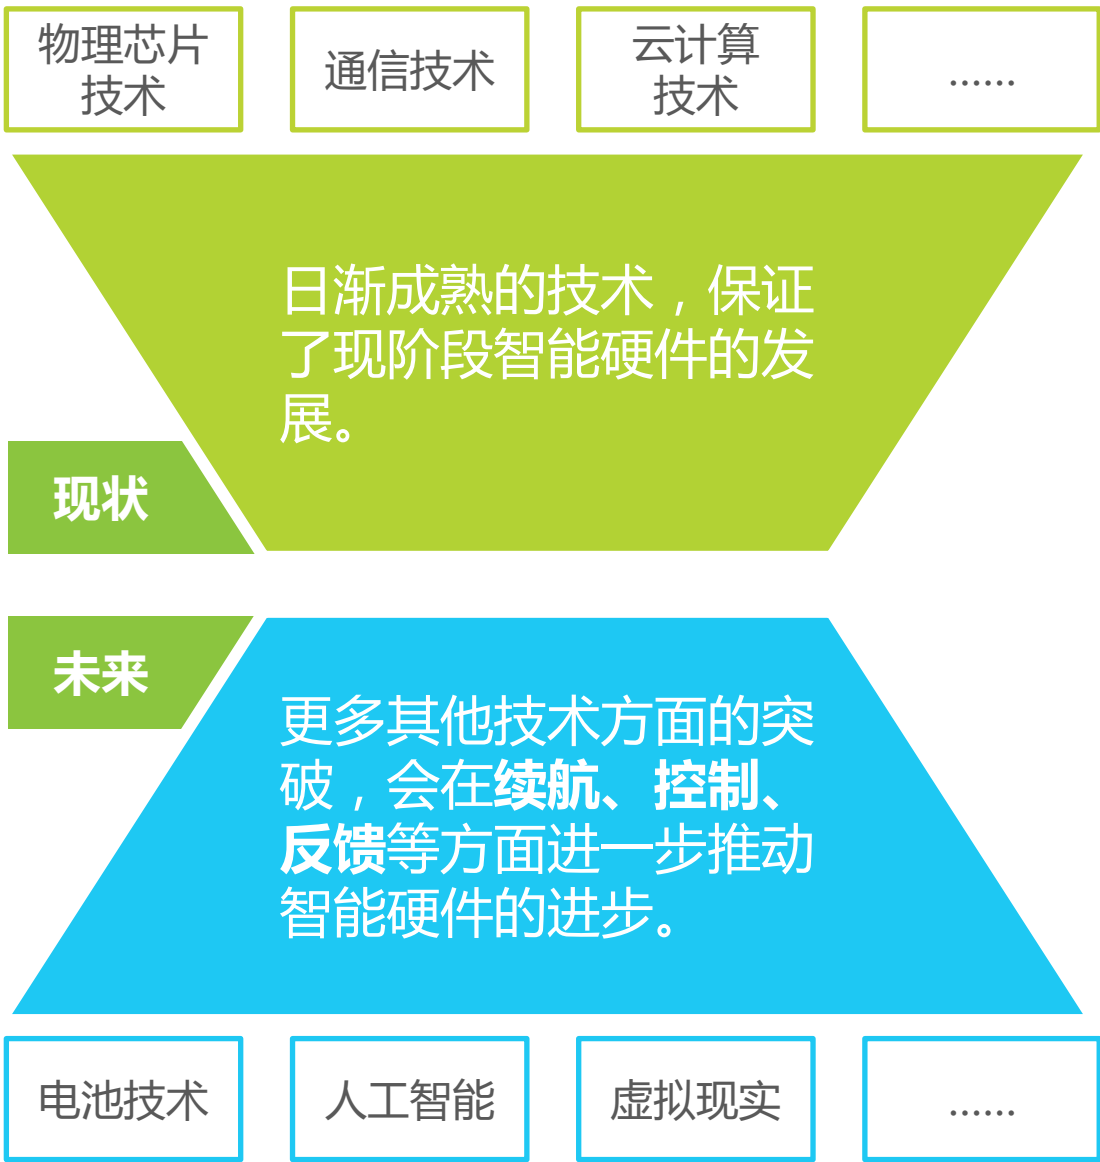 物理芯片
技术
通信技术
云计算
技术
......
日渐成熟的技术，保证
了现阶段智能硬件的发
展。
现状
未来
更多其他技术方面的突
破，会在续航、控制、
反馈等方面进一步推动
智能硬件的进步。
电池技术
人工智能
虚拟现实
......